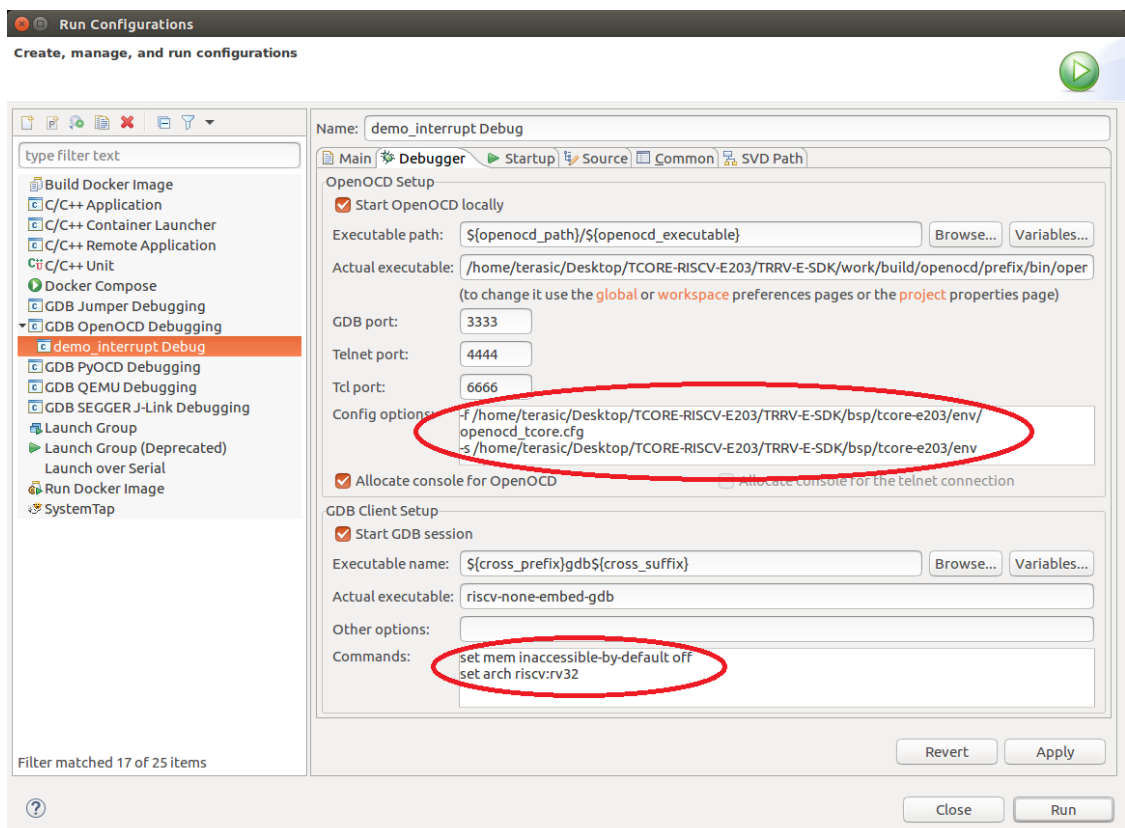 Run Configurations
Create, manage, and run configurations
type filter text
Build Docker Image
C/C++ Application
C/C++ Container Launcher
C/C++ Remote Application
C/C++ Unit
Docker Compose
GDB Jumper Debugging
GDB OpenOCD Debugging
demo_interrupt Debug
GDB PyOCD Debugging
GDB QEMU Debugging
GDB SEGGER J-Link Debugging
Launch Group
Launch Group (Deprecated)
Launch over Serial
Run Docker Image
SystemTap
Filter matched 17 of 25 items
Name: demo_interrupt Debug
Main Debugger Startup Source Common SVD Path
OpenOCD Setup
Start OpenOCD locally
Executable path: ${openocd_path}/${openocd_executable} Browse... Variables...
Actual executable: /home/terasic/Desktop/TCORE-RISCV-E203/TRRV-E-SDK/work/build/openocd/prefix/bin/oper
(to change it use the global or workspace preferences pages or the project properties page)
GDB port: 3333
Telnet port: 4444
Tcl port: 6666
Config options: -f /home/terasic/Desktop/TCORE-RISCV-E203/TRRV-E-SDK/bsp/tcore-e203/env/
openocd_tcore.cfg
-s /home/terasic/Desktop/TCORE-RISCV-E203/TRRV-E-SDK/bsp/tcore-e203/env
Allocate console for OpenOCD Allocate console for the telnet connection
GDB Client Setup
Start GDB session
Executable name: ${cross_prefix}gdb${cross_suffix} Browse... Variables...
Actual executable: riscv-none-embed-gdb
Other options:
Commands: set mem inaccessible-by-default off
set arch riscv:rv32
Revert Apply
Close Run